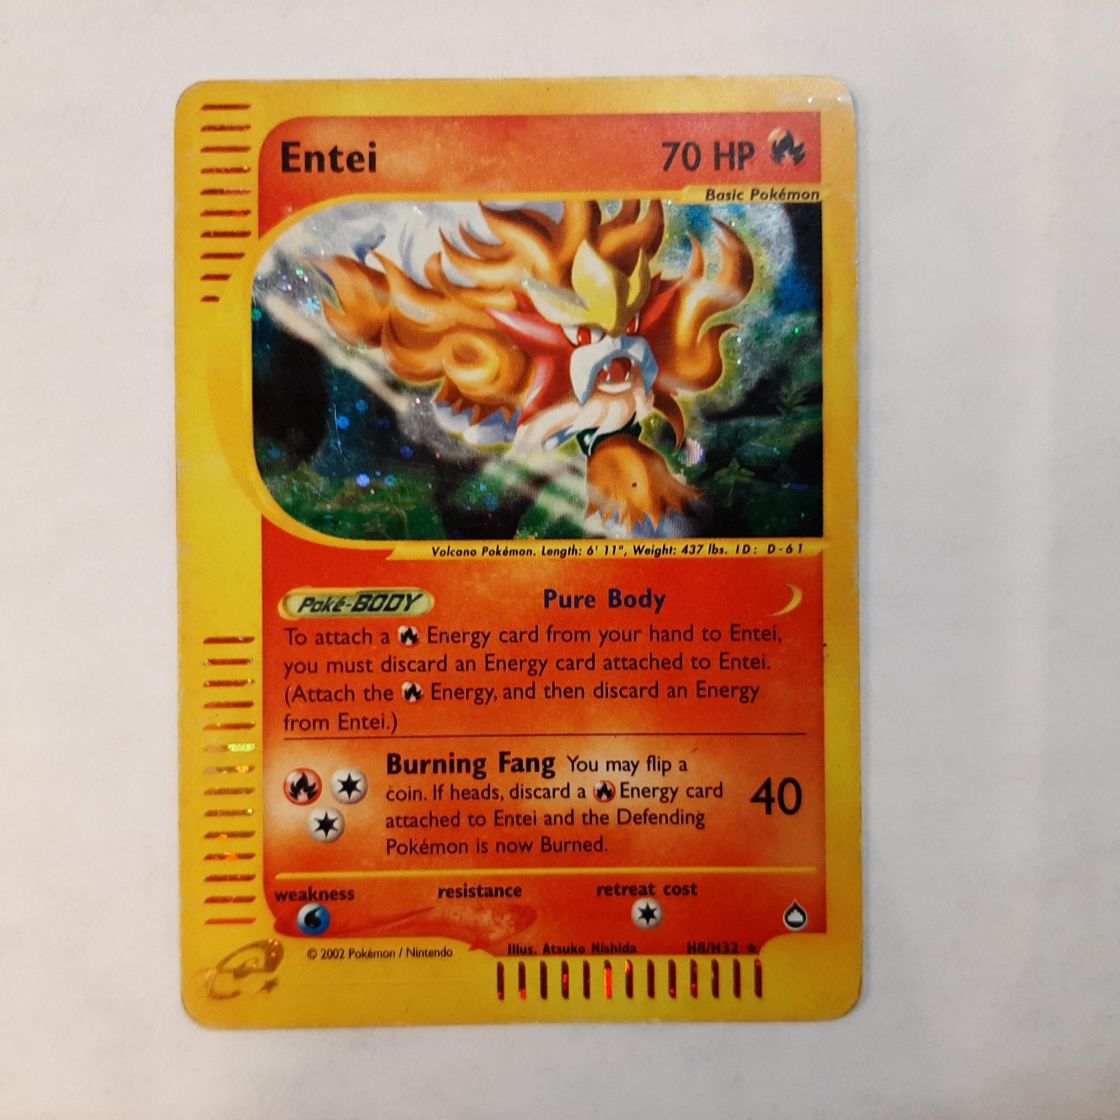 Entei
70 HP
Basic Pokémon
Volcano Pokémon. Length: 6' 11", Weight: 437 lbs. ID: D-61
Poké-BODY Pure Body
To attach a Energy card from your hand to Entei,
you must discard an Energy card attached to Entei.
(Attach the Energy, and then discard an Energy
from Entei.)
Burning Fang You may flip a
coin. If heads, discard a Energy card
attached to Entei and the Defending
Pokémon is now Burned.
40
weakness resistance retreat cost
© 2002 Pokémon / Nintendo Illus. Atsuko Nishida H8/H32 ★